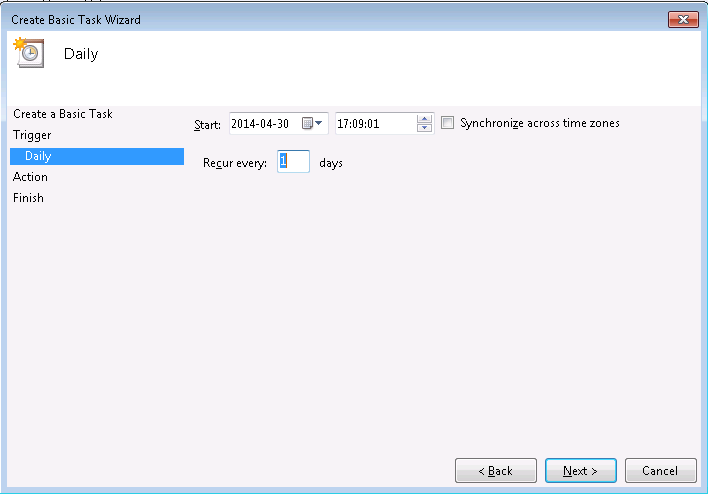 Create Basic Task Wizard
Daily
Create a Basic Task
Trigger
Daily
Action
Finish
Start: 2014-04-30 17:09:01 Synchronize across time zones
Recur every: 1 days
< Back Next > Cancel